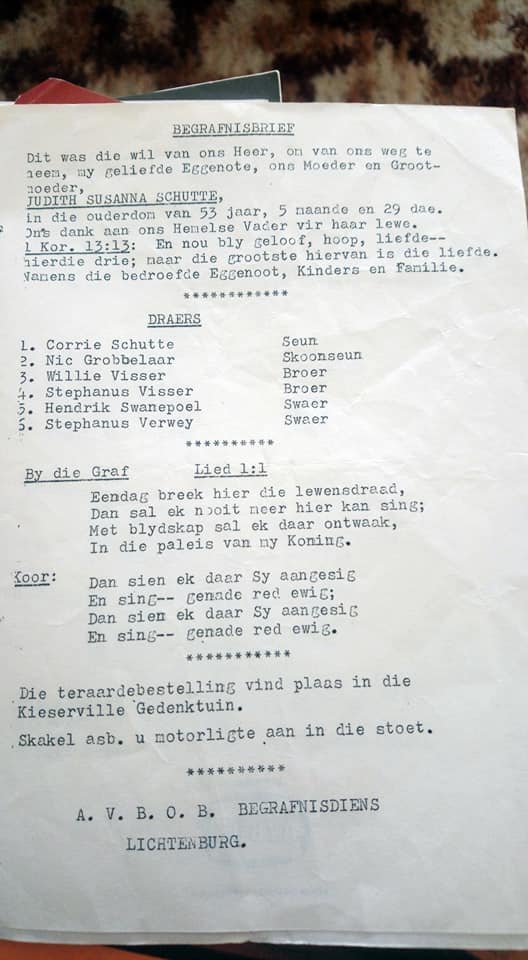 BEGRAFNISBRIEF
Dit was die wil van ons Heer, om van ons weg te
neem, my geliefde Eggenote, ons Moeder en Groot-
moeder,
JUDITH SUSANNA SCHUTTE,
in die ouderdom van 53 jaar, 5 maande en 29 dae.
Ons dank aan ons Hemelse Vader vir haar lewe.
1 Kor. 13:13: En nou bly geloof, hoop, liefde--
hierdie drie; maar die grootste hiervan is die liefde.
Namens die bedroefde Eggenoot, Kinders en Familie.
************
DRAERS
1. Corrie Schutte Seun
2. Nic Grobbelaar Skoonseun
3. Willie Visser Broer
4. Stephanus Visser Broer
5. Hendrik Swanepoel Swaer
6. Stephanus Verwey Swaer
**********
By die Graf Lied 1:1
Eendag breek hier die lewensdraad,
Dan sal ek nooit meer hier kan sing;
Met blydskap sal ek daar ontwaak,
In die paleis van my Koning.
Koor: Dan sien ek daar Sy aangesig
En sing-- genade red ewig;
Dan sien ek daar Sy aangesig
En sing-- genade red ewig.
***********
Die teraardebestelling vind plaas in die
Kieserville Gedenktuin.
Skakel asb. u motorligte aan in die stoet.
**********
A. V. B. O. B. BEGRAFNISDIENS
LICHTENBURG.